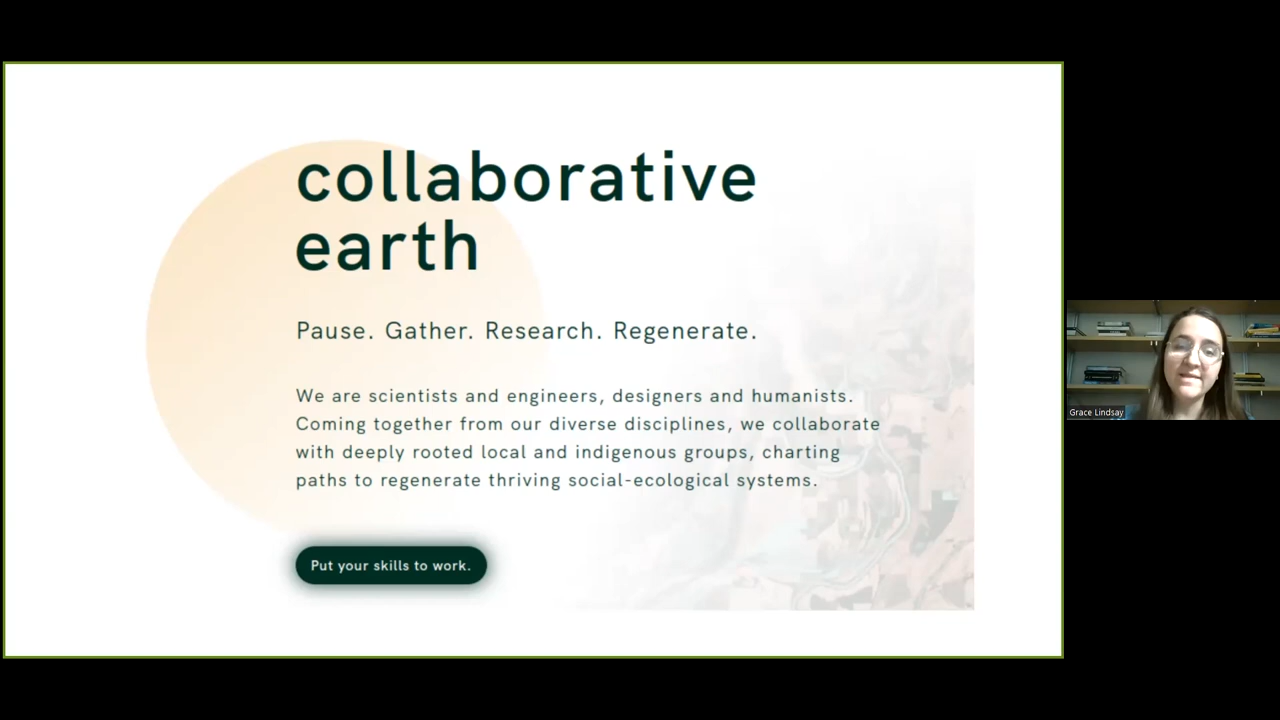 collaborative
earth
Pause. Gather. Research. Regenerate.
We are scientists and engineers, designers and humanists.
Coming together from our diverse disciplines, we collaborate
with deeply rooted local and indigenous groups, charting
paths to regenerate thriving social-ecological systems.
Put your skills to work.
Grace Lindsay